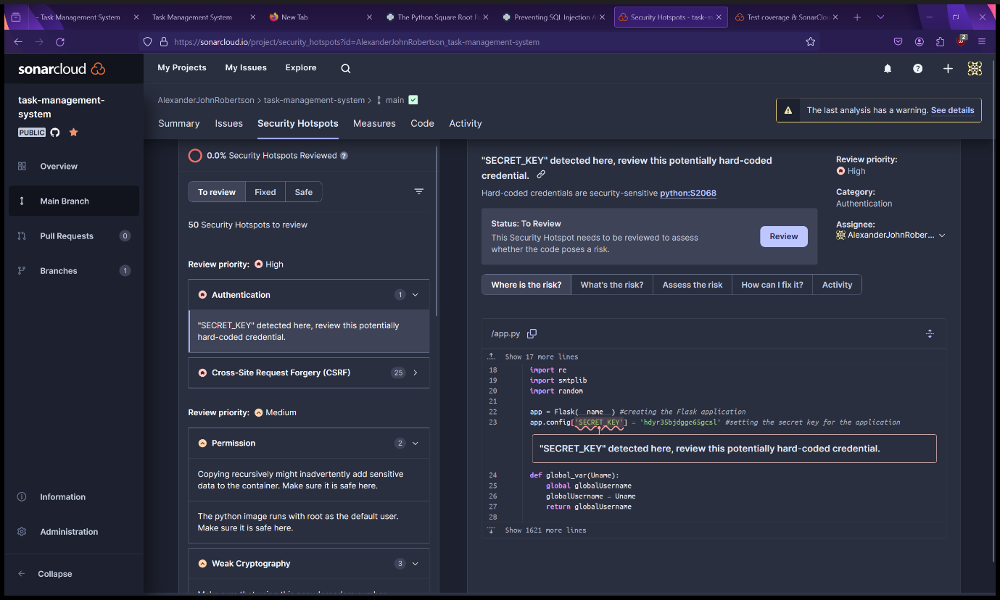 - Task Management System
Task Management System
New Tab
The Python Square Root Fu
Preventing SQL Injection A
Security Hotspots - task-m
Test coverage & SonarClou
https://sonarcloud.io/project/security_hotspots?id=AlexanderJohnRobertson_task-management-system
2
sonarcloud
My Projects
My Issues
Explore
task-management-
system
PUBLIC
Overview
Main Branch
Pull Requests
0
Branches
1
Information
Administration
Collapse
AlexanderJohnRobertson > task-management-system > main
The last analysis has a warning. See details
Summary
Issues
Security Hotspots
Measures
Code
Activity
0.0% Security Hotspots Reviewed
To review
Fixed
Safe
50 Security Hotspots to review
Review priority: High
Authentication
1
"SECRET_KEY" detected here, review this potentially
hard-coded credential.
Cross-Site Request Forgery (CSRF)
25
Review priority: Medium
Permission
2
Copying recursively might inadvertently add sensitive
data to the container. Make sure it is safe here.
The python image runs with root as the default user.
Make sure it is safe here.
Weak Cryptography
3
"SECRET_KEY" detected here, review this potentially hard-coded
credential.
Hard-coded credentials are security-sensitive python:S2068
Status: To Review
This Security Hotspot needs to be reviewed to assess
whether the code poses a risk.
Review
Review priority:
High
Category:
Authentication
Assignee:
AlexanderJohnRober...
Where is the risk?
What's the risk?
Assess the risk
How can I fix it?
Activity
/app.py
Show 17 more lines
18 import re
19 import smtplib
20 import random
21
22 app = Flask(__name__) #creating the Flask application
23 app.config['SECRET_KEY'] = 'hdyr35bjdggc65gcsl' #setting the secret key for the application
"SECRET_KEY" detected here, review this potentially hard-coded credential.
24 def global_var(Uname):
25 global globalUsername
26 globalUsername = Uname
27 return globalUsername
28
Show 1621 more lines